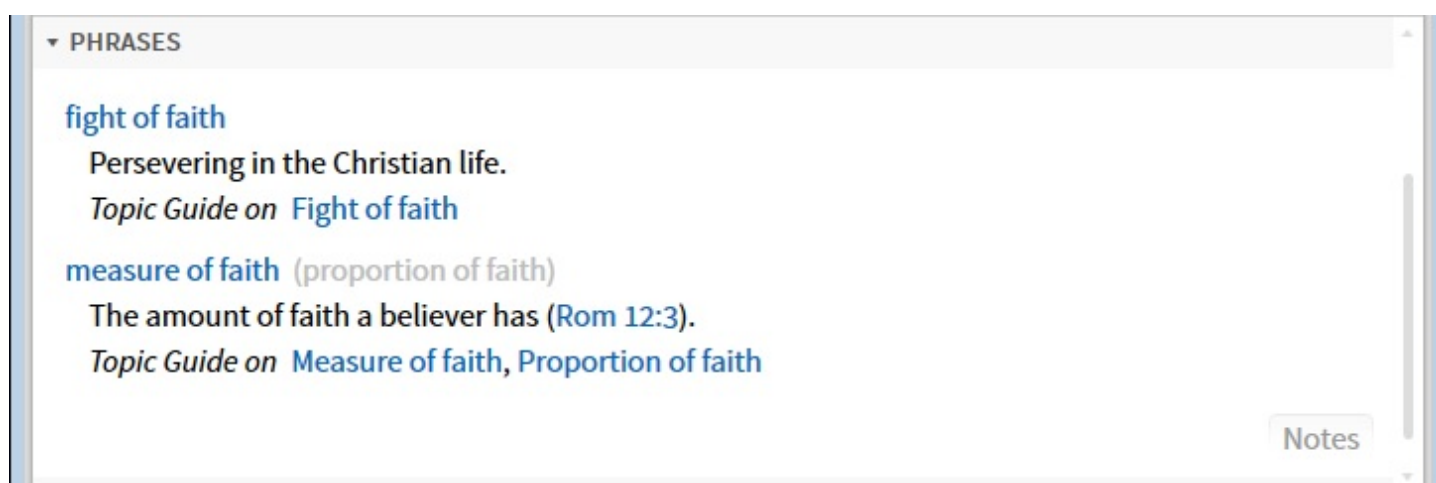 PHRASES
fight of faith
Persevering in the Christian life.
Topic Guide on Fight of faith
measure of faith (proportion of faith)
The amount of faith a believer has (Rom 12:3).
Topic Guide on Measure of faith, Proportion of faith
Notes